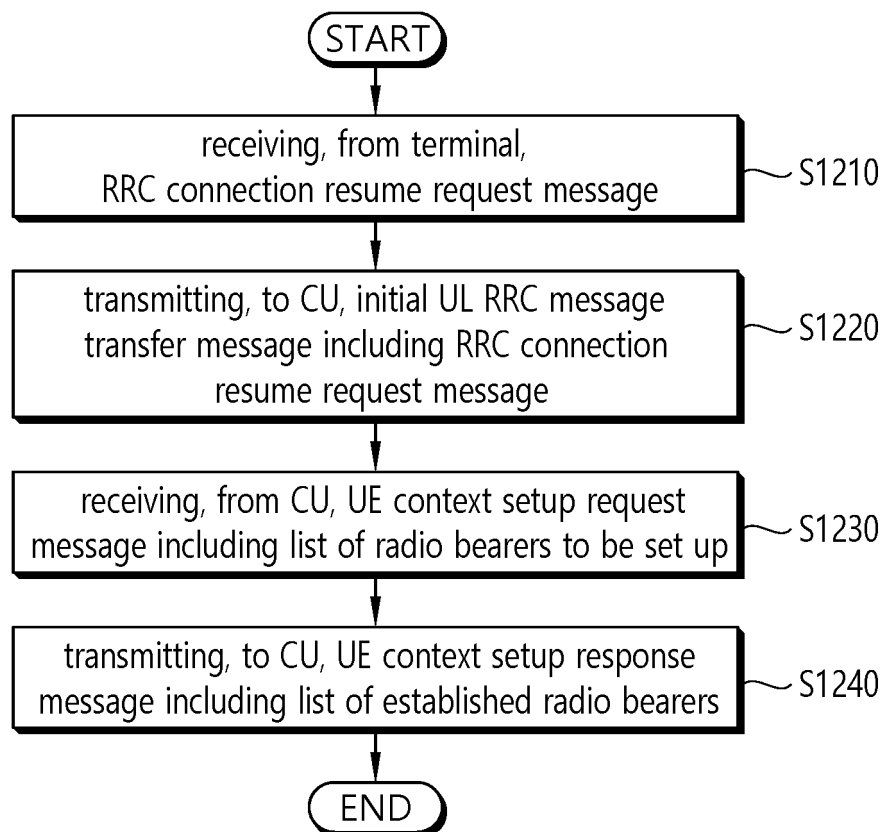 START
receiving, from terminal,
RRC connection resume request message
S1210
transmitting, to CU, initial UL RRC message
transfer message including RRC connection
resume request message
S1220
receiving, from CU, UE context setup request
message including list of radio bearers to be set up
S1230
transmitting, to CU, UE context setup response
message including list of established radio bearers
S1240
END